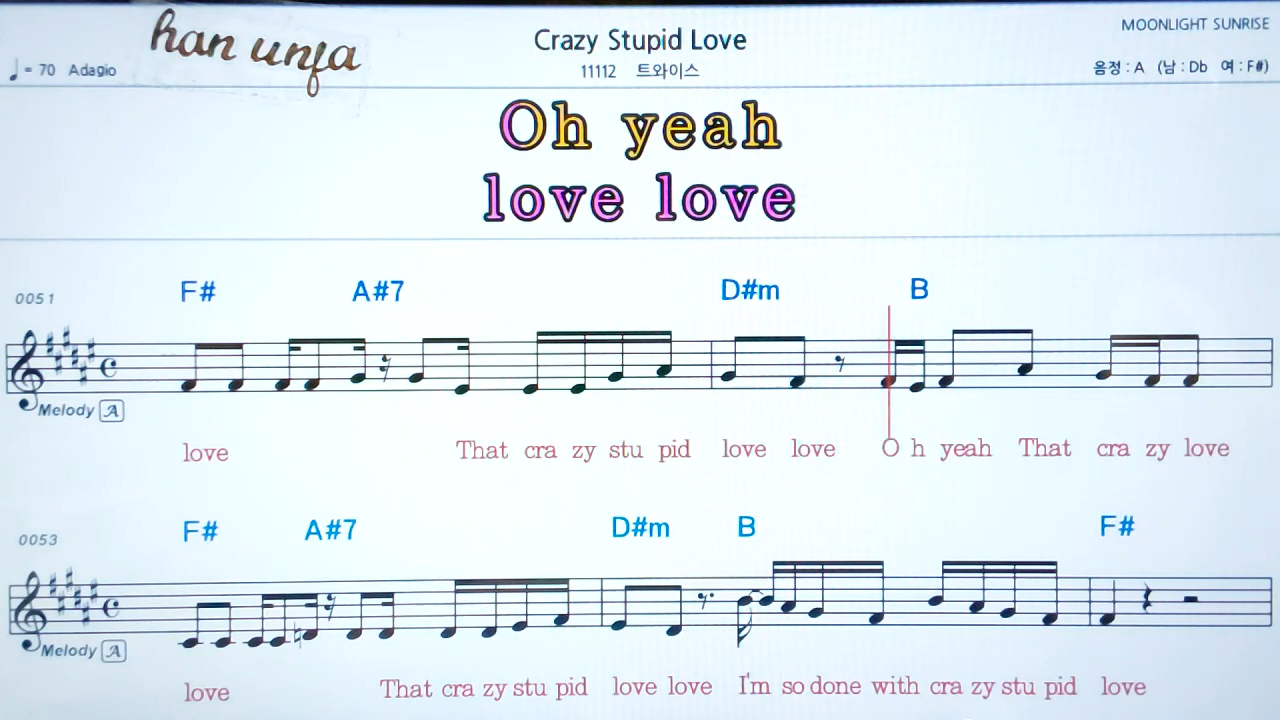 han unja
Crazy Stupid Love
MOONLIGHT SUNRISE
♩= 70 Adagio
11112 트와이스
음정 : A (남 : Db 여 : F#)
Oh yeah
love love
0051
F# A#7 D#m B
Melody A
love That cra zy stu pid love love O h yeah That cra zy love
0053
F# A#7 D#m B F#
Melody A
love That cra zy stu pid love love I'm so done with cra zy stu pid love